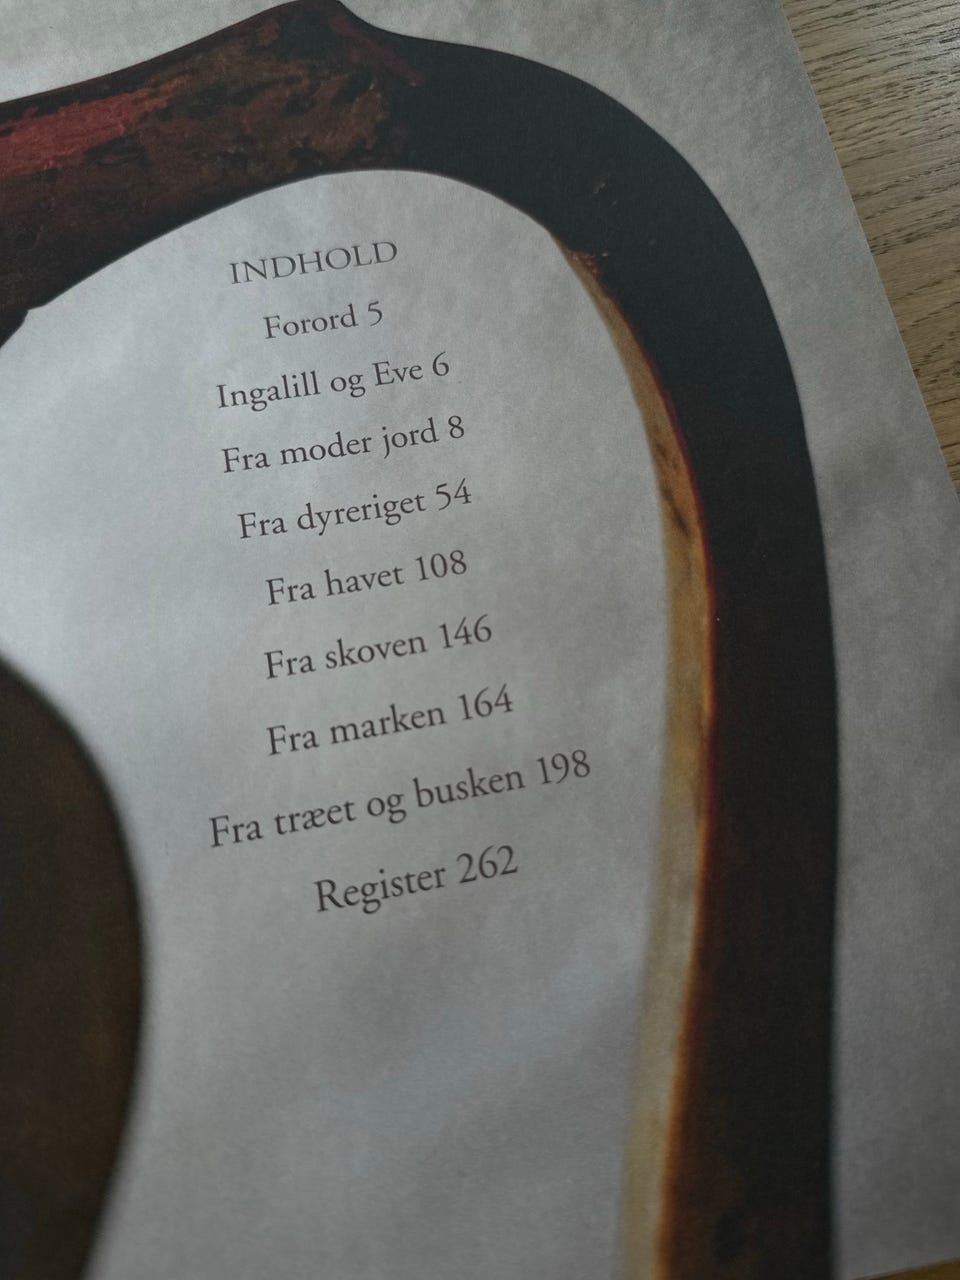 INDHOLD
Forord 5
Ingalill og Eve 6
Fra moder jord 8
Fra dyreriget 54
Fra havet 108
Fra skoven 146
Fra marken 164
Fra træet og busken 198
Register 262